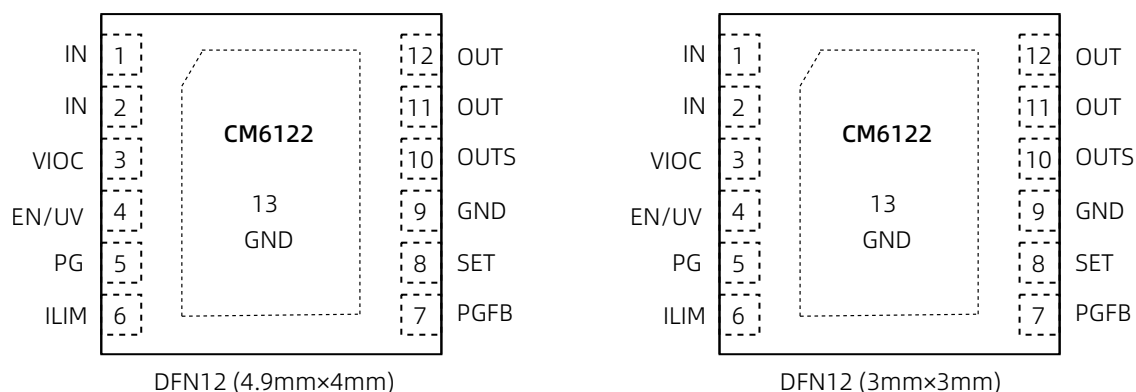 IN 1 12 OUT
IN 2 11 OUT
CM6122
VIOC 3 10 OUTS
EN/UV 4 13 9 GND
GND
PG 5 8 SET
ILIM 6 7 PGFB
DFN12 (4.9mm×4mm)
IN 1 12 OUT
IN 2 11 OUT
CM6122
VIOC 3 10 OUTS
EN/UV 4 13 9 GND
GND
PG 5 8 SET
ILIM 6 7 PGFB
DFN12 (3mm×3mm)